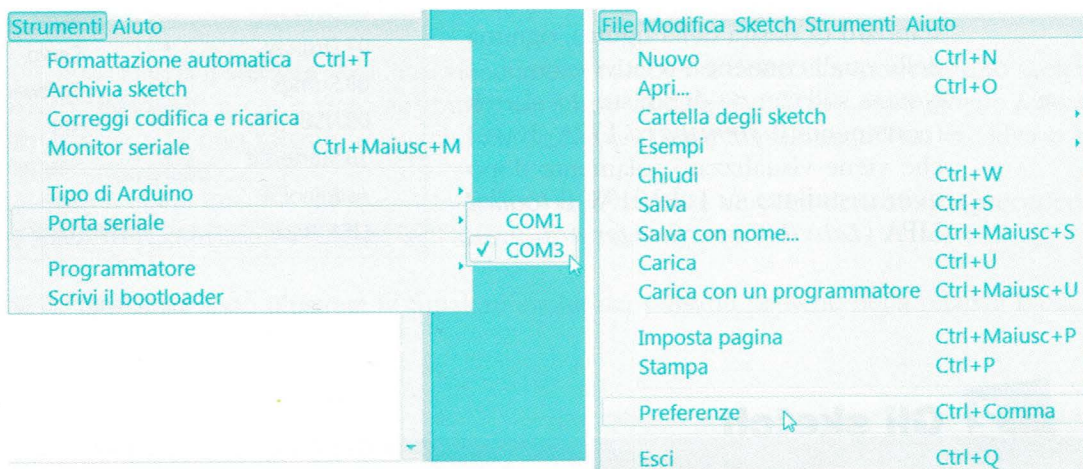 Strumenti Aiuto
Formattazione automatica Ctrl+T
Archivia sketch
Correggi codifica e ricarica
Monitor seriale Ctrl+Maiusc+M
Tipo di Arduino
Porta seriale
COM1
✓ COM3
Programmatore
Scrivi il bootloader
File Modifica Sketch Strumenti Aiuto
Nuovo Ctrl+N
Apri... Ctrl+O
Cartella degli sketch
Esempi
Chiudi Ctrl+W
Salva Ctrl+S
Salva con nome... Ctrl+Maiusc+S
Carica Ctrl+U
Carica con un programmatore Ctrl+Maiusc+U
Imposta pagina Ctrl+Maiusc+P
Stampa Ctrl+P
Preferenze Ctrl+Comma
Esci Ctrl+Q